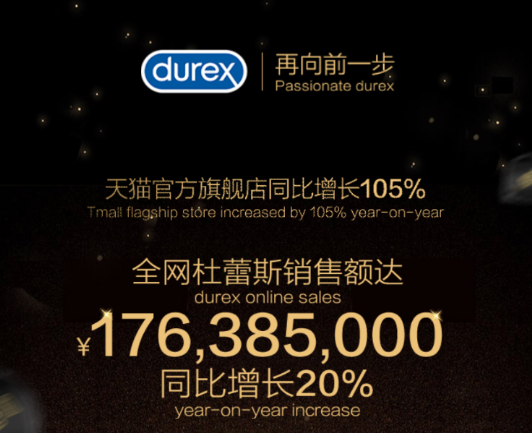 durex
再向前一步
Passionate durex
天猫官方旗舰店同比增长105%
Tmall flagship store increased by 105% year-on-year
全网杜蕾斯销售额达
durex online sales
¥176,385,000
同比增长20%
year-on-year increase